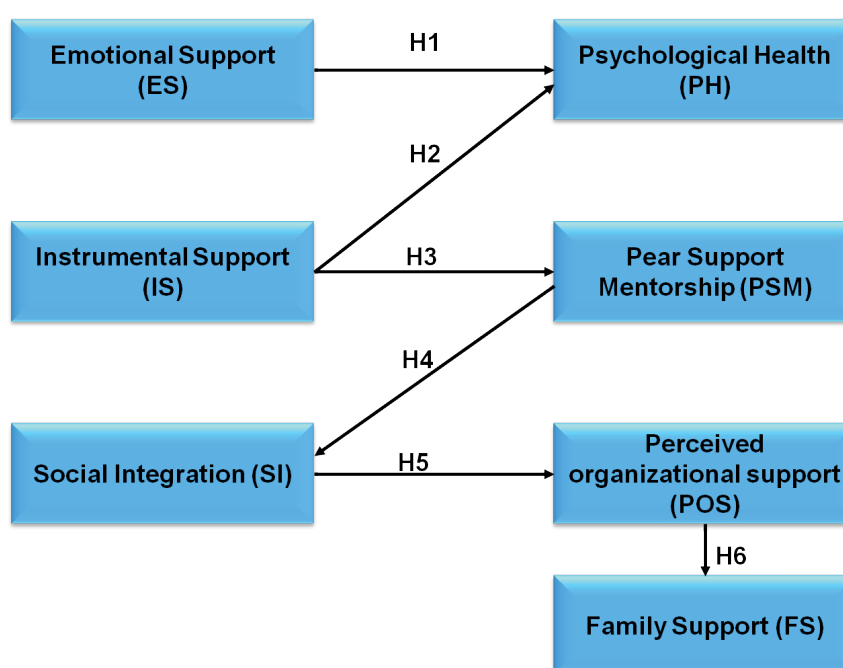 Emotional Support
(ES)
H1
Psychological Health
(PH)
H2
Instrumental Support
(IS)
H3
Pear Support
Mentorship (PSM)
H4
Social Integration (SI)
H5
Perceived
organizational support
(POS)
H6
Family Support (FS)